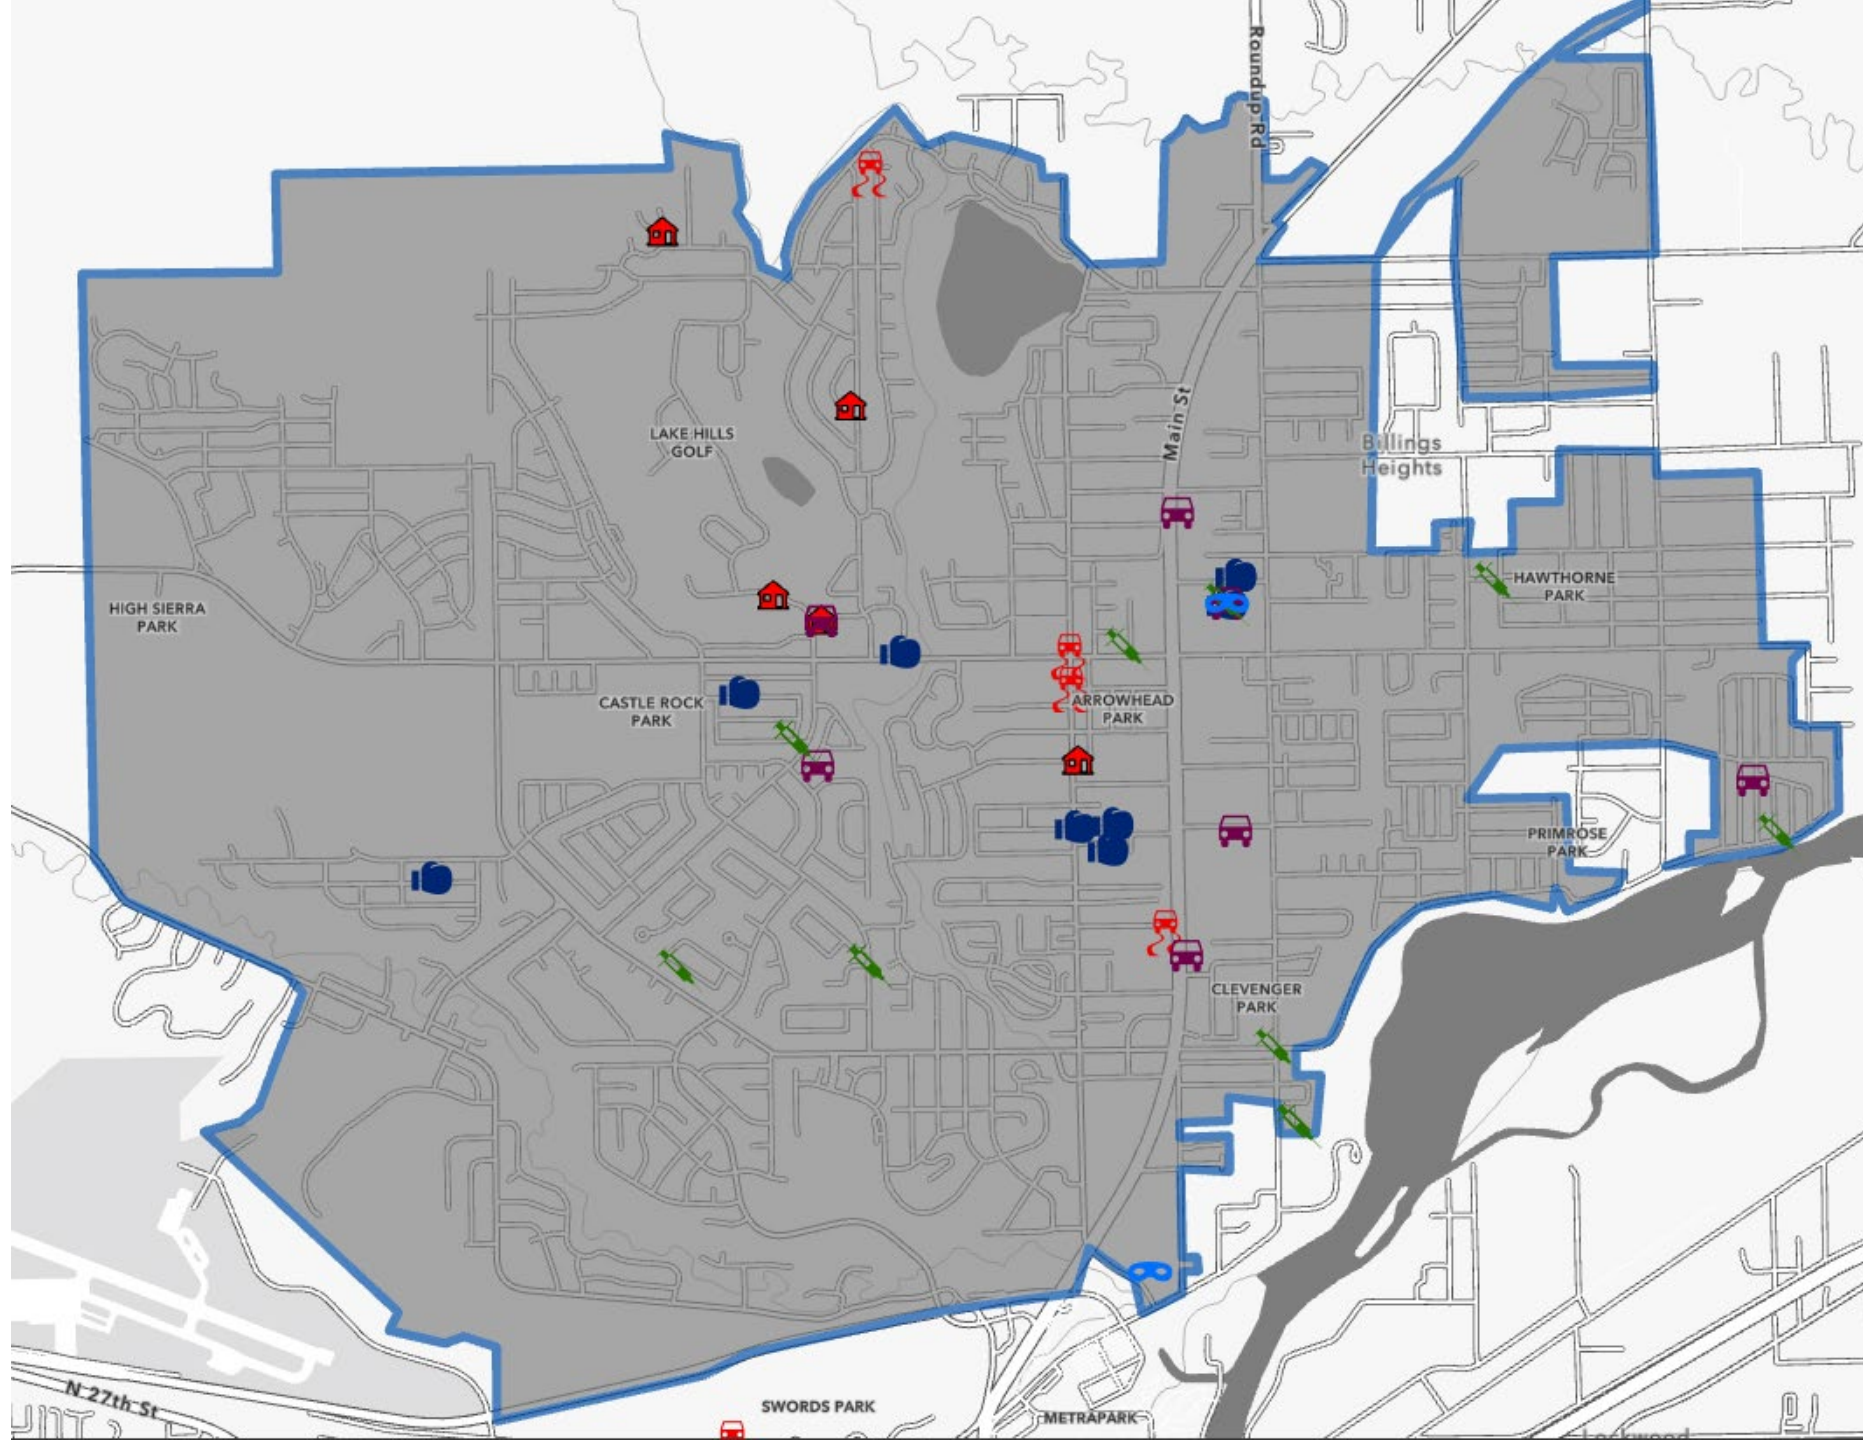 Roundup Rd
Main St
LAKE HILLS
GOLF
Billings
Heights
HIGH SIERRA
PARK
HAWTHORNE
PARK
CASTLE ROCK
PARK
ARROWHEAD
PARK
PRIMROSE
PARK
CLEVENGER
PARK
N 27th St
SWORDS PARK
METRAPARK
Lockwood